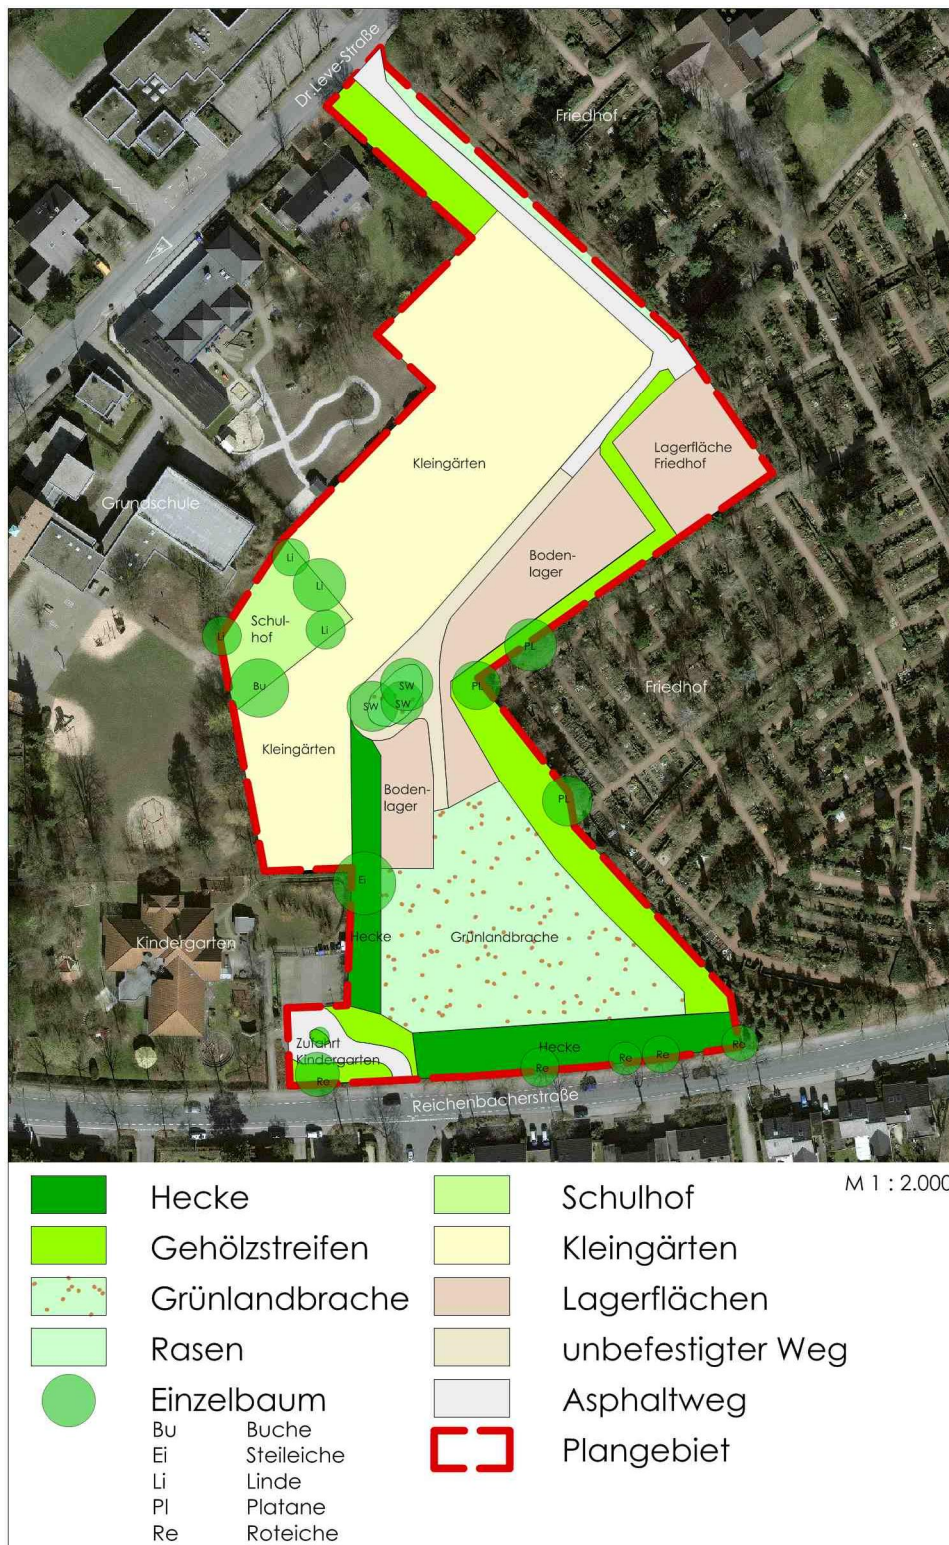 Dr.Leve-Straße
Friedhof
Kleingärten
Lagerfläche
Friedhof
Grundschule
Boden-
lager
Li
Li
Schul-
hof
Li
Li
PL
Bu
SW
PL
SW
SW
Friedhof
Kleingärten
Boden-
lager
PL
Ei
Kindergarten
Hecke
Grünlandbrache
Zufahrt
Kindergarten
Hecke
Re
Re
Re
Re
Re
Reichenbacherstraße
M 1 : 2.000
Hecke
Gehölzstreifen
Grünlandbrache
Rasen
Einzelbaum
Bu Buche
Ei Steileiche
Li Linde
Pl Platane
Re Roteiche
Schulhof
Kleingärten
Lagerflächen
unbefestigter Weg
Asphaltweg
Plangebiet